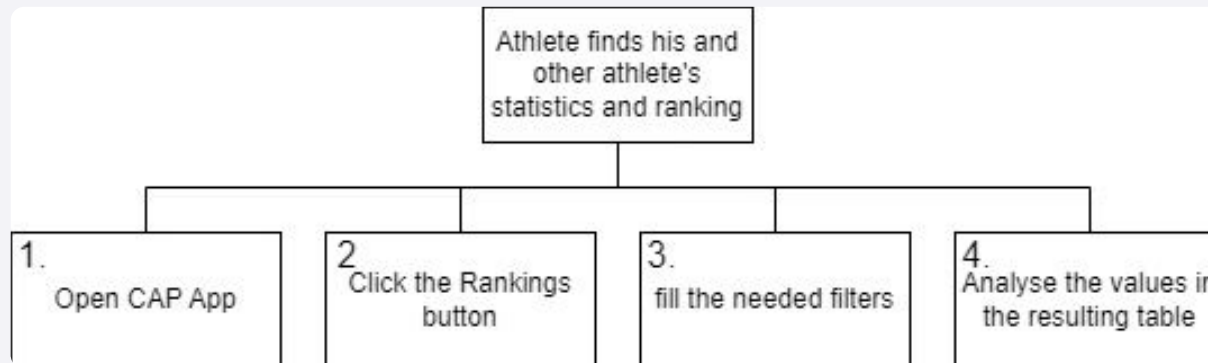 Athlete finds his and
other athlete's
statistics and ranking
1.
Open CAP App
2
Click the Rankings
button
3.
fill the needed filters
4.
Analyse the values in
the resulting table